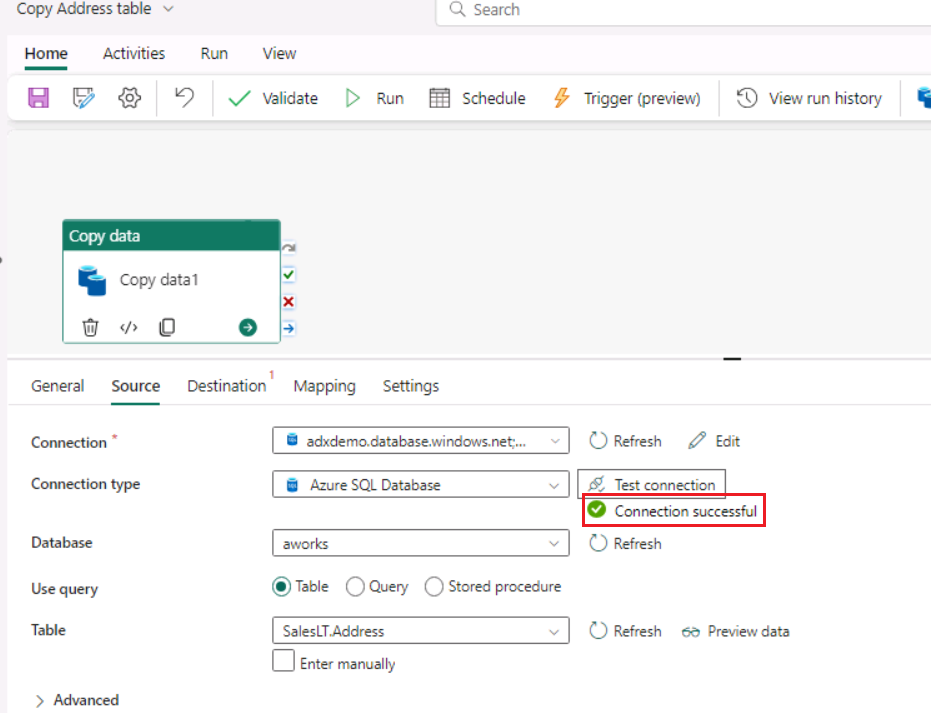 Copy Address table
Search
Home Activities Run View
Validate Run Schedule Trigger (preview) View run history
Copy data
Copy data1
</>
General Source Destination 1 Mapping Settings
Connection * adxdemo.database.windows.net;... Refresh Edit
Connection type Azure SQL Database Test connection
Connection successful
Database aworks Refresh
Use query Table Query Stored procedure
Table SalesLT.Address Refresh Preview data
Enter manually
Advanced